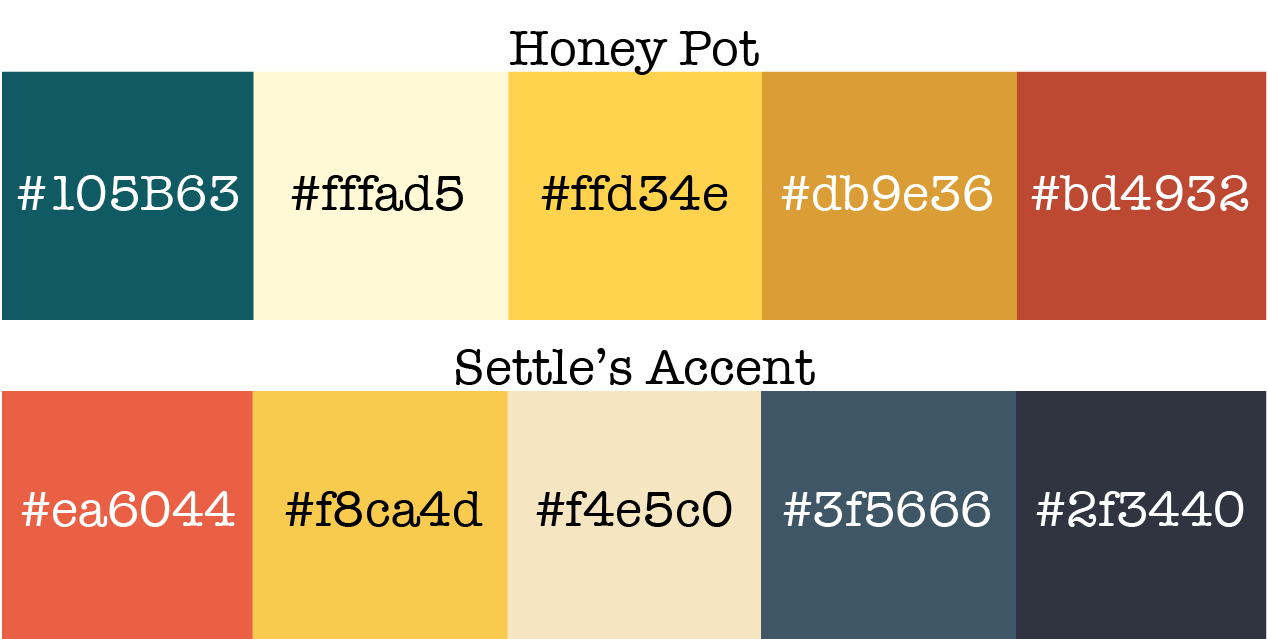 Honey Pot
#105B63 #fffad5 #ffd34e #db9e36 #bd4932
Settle’s Accent
#ea6044 #f8ca4d #f4e5c0 #3f5666 #2f3440